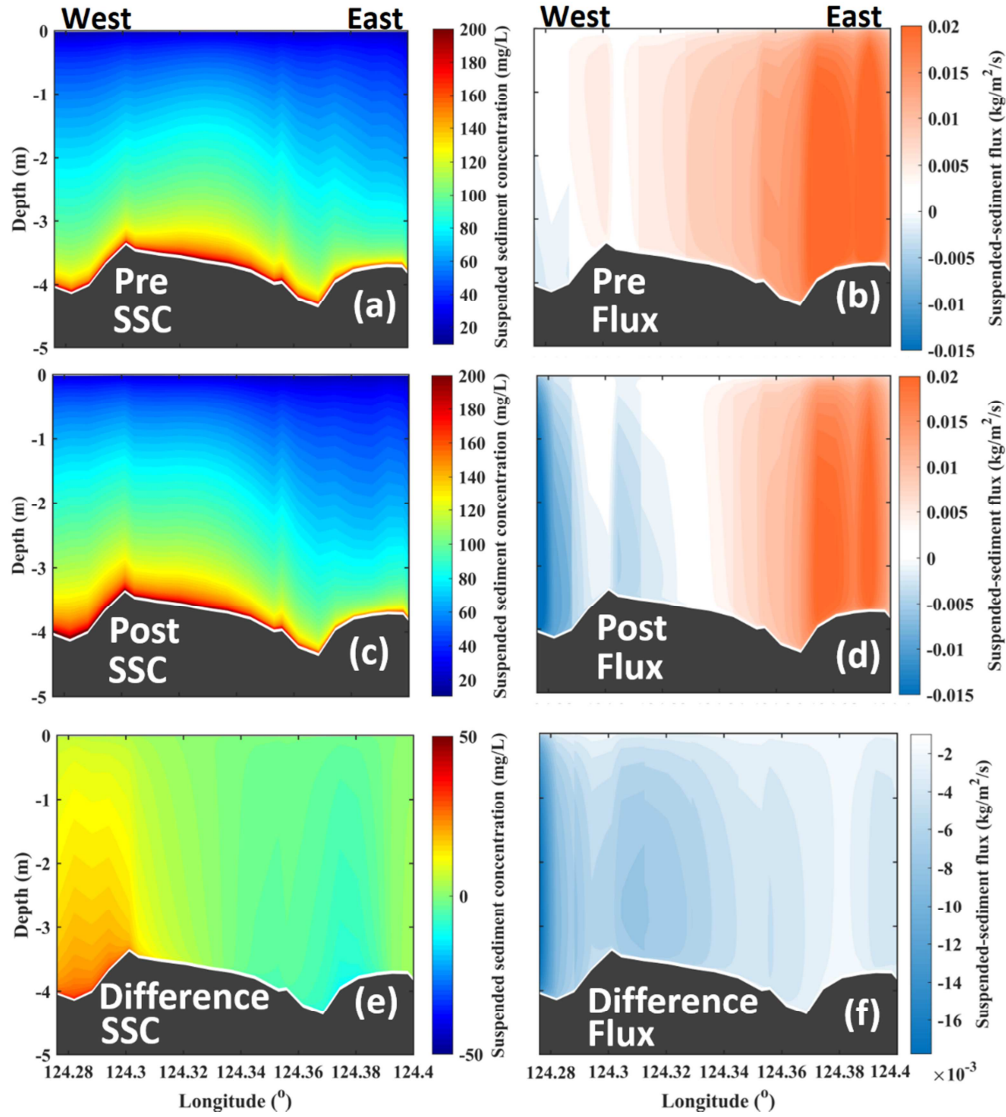 West East West East
0
-1
-2
-3
-4
-5
Depth (m)
Pre
SSC
(a)
200
180
160
140
120
100
80
60
40
20
Suspended sediment concentration (mg/L)
Pre
Flux
(b)
0.02
0.015
0.01
0.005
0
-0.005
-0.01
-0.015
Suspended-sediment flux (kg/m2/s)
0
-1
-2
-3
-4
-5
Depth (m)
Post
SSC
(c)
200
180
160
140
120
100
80
60
40
20
Suspended sediment concentration (mg/L)
Post
Flux
(d)
0.02
0.015
0.01
0.005
0
-0.005
-0.01
-0.015
Suspended-sediment flux (kg/m2/s)
0
-1
-2
-3
-4
-5
Depth (m)
Difference
SSC
(e)
50
0
-50
Suspended sediment concentration (mg/L)
124.28 124.3 124.32 124.34 124.36 124.38 124.4
Longitude (o)
Difference
Flux
(f)
-2
-4
-6
-8
-10
-12
-14
-16
×10-3
Suspended-sediment flux (kg/m2/s)
124.28 124.3 124.32 124.34 124.36 124.38 124.4
Longitude (o)